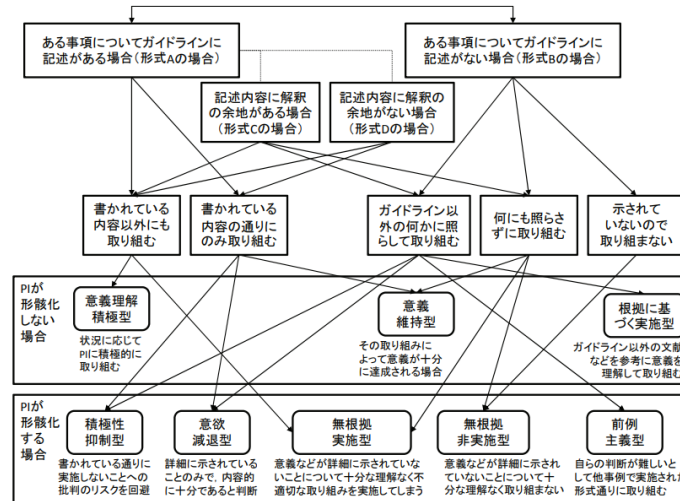 ある事項についてガイドラインに
記述がある場合(形式Aの場合)
ある事項についてガイドラインに
記述がない場合(形式Bの場合)
記述内容に解釈
の余地がある場合
(形式Cの場合)
記述内容に解釈の
余地がない場合
(形式Dの場合)
書かれている
内容以外にも
取り組む
書かれている
内容の通りに
のみ取り組む
ガイドライン以
外の何かに照
らして取り組む
何にも照らさ
ずに取り組む
示されて
いないので
取り組まない
PIが
形骸化
しない
場合
意義理解
積極型
状況に応じて
PIに積極的に
取り組む
意義
維持型
その取り組みに
よって意義が十分
に達成される場合
根拠に基
づく実施型
ガイドライン以外の文献
などを参考に意義を
理解して取り組む
PIが
形骸化
する
場合
積極性
抑制型
書かれている通りに
実施しないことへの
批判のリスクを回避
意欲
減退型
詳細に示されている
ことのみで、内容的
に十分であると判断
無根拠
実施型
意義などが詳細に示されていな
いことについて十分な理解なく不
適切な取り組みを実施してしまう
無根拠
非実施型
意義などが詳細に示され
ていないことについて十
分な理解なく取り組まない
前例
主義型
自らの判断が難しいと
して他事例で実施された
形式通りに取り組む